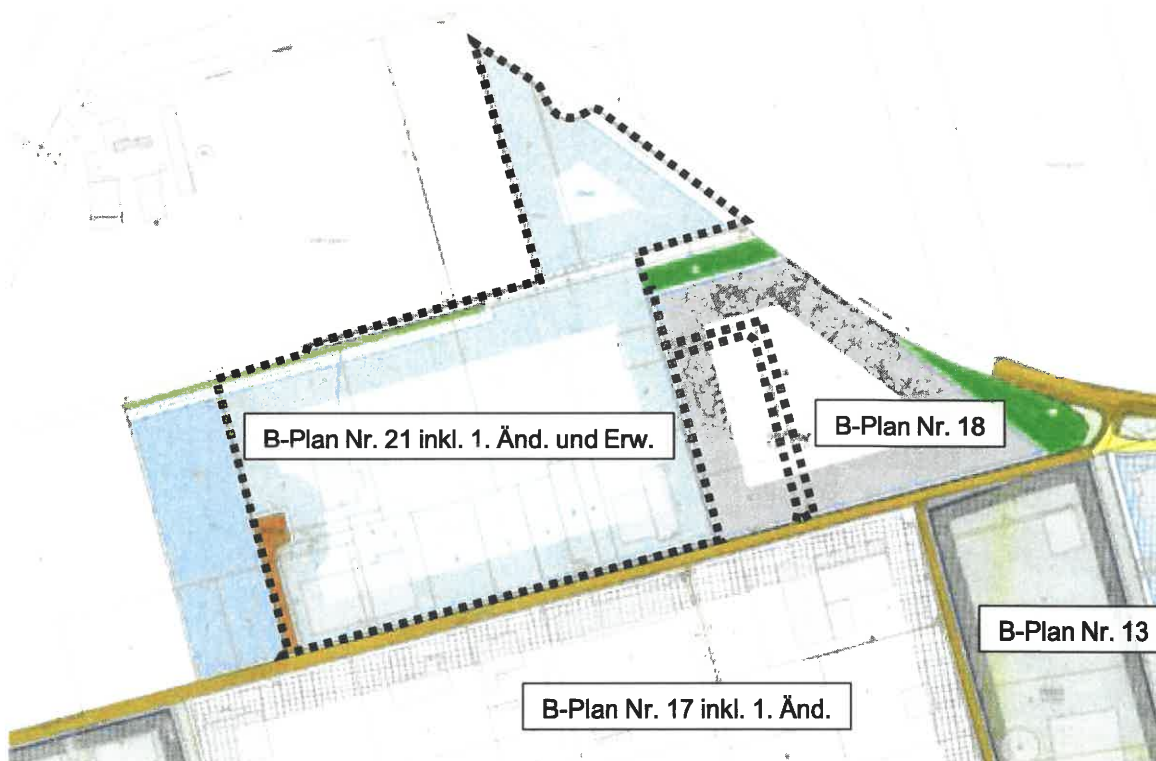 B-Plan Nr. 21 inkl. 1. Änd. und Erw.
B-Plan Nr. 18
B-Plan Nr. 13
B-Plan Nr. 17 inkl. 1. Änd.